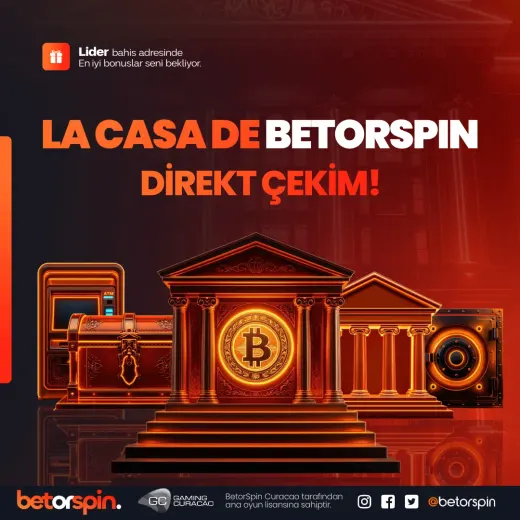 Lider bahis adresinde
En iyi bonuslar seni bekliyor.
LA CASA DE BETORSPIN
DİREKT ÇEKİM!
betorspin.
GC GAMING CURACAO
BetorSpin Curacao tarafından
ana oyun lisansına sahiptir.
@betorspin